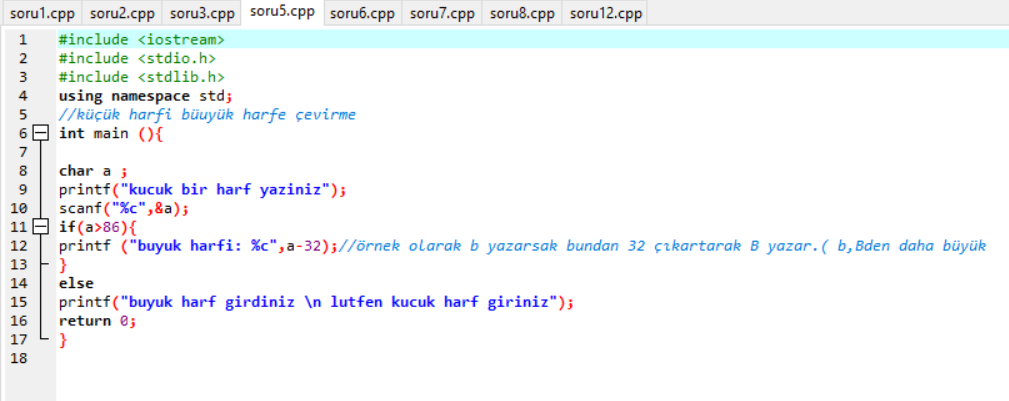 soru1.cpp soru2.cpp soru3.cpp soru5.cpp soru6.cpp soru7.cpp soru8.cpp soru12.cpp
1 #include <iostream>
2 #include <stdio.h>
3 #include <stdlib.h>
4 using namespace std;
5 //küçük harfi büuyük harfe çevirme
6 int main (){
7
8 char a ;
9 printf("kucuk bir harf yaziniz");
10 scanf("%c",&a);
11 if(a>86){
12 printf ("buyuk harfi: %c",a-32);//örnek olarak b yazarsak bundan 32 çıkartarak B yazar.( b,Bden daha büyük
13 }
14 else
15 printf("buyuk harf girdiniz \n lutfen kucuk harf giriniz");
16 return 0;
17 }
18